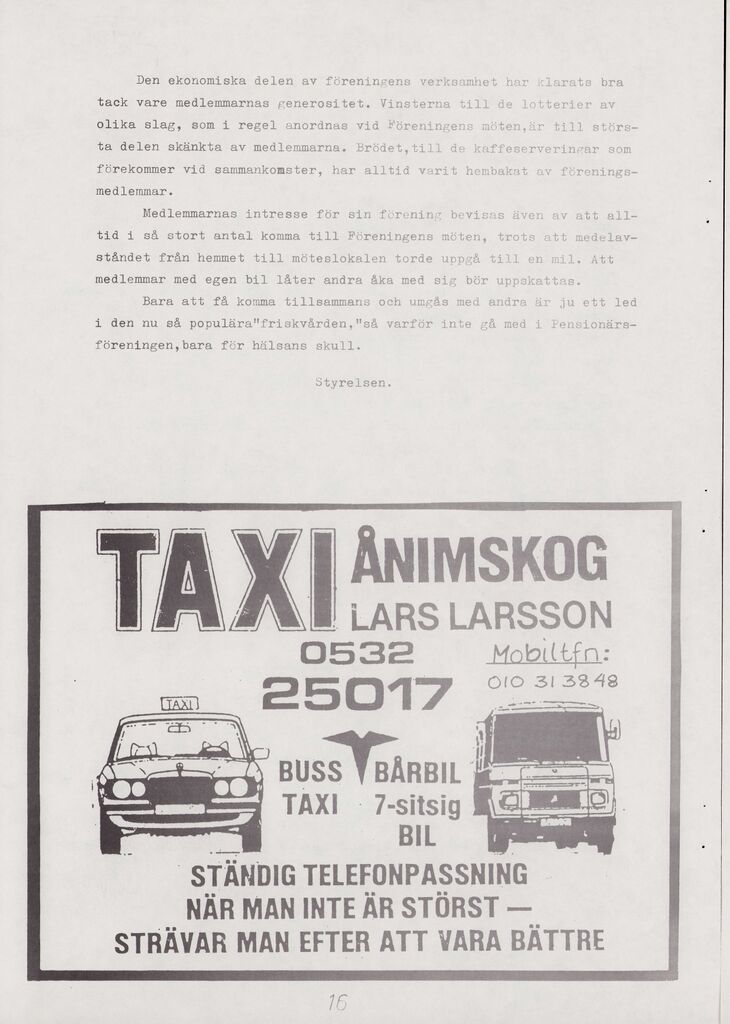 Den ekonomiska delen av föreningens verksamhet har klarats bra
tack vare medlemmarnas generositet. Vinsterna till de lotterier av
olika slag, som i regel anordnas vid Föreningens möten,är till störs-
ta delen skänkta av medlemmarna. Brödet,till de kaffeserveringar som
förekommer vid sammankomster, har alltid varit hembakat av förenings-
medlemmar.
Medlemmarnas intresse för sin förening bevisas även av att all-
tid i så stort antal komma till Föreningens möten, trots att medelav-
ståndet från hemmet till möteslokalen torde uppgå till en mil. Att
medlemmar med egen bil låter andra åka med sig bör uppskattas.
Bara att få komma tillsammans och umgås med andra är ju ett led
i den nu så populära"friskvården,"så varför inte gå med i Pensionärs-
föreningen,bara för hälsans skull.
Styrelsen.
TAXI ÅNIMSKOG
LARS LARSSON
0532
25017
Mobiltfn:
010 31 38 48
TAXI
BUSS
TAXI
BÅRBIL
7-sitsig
BIL
STÄNDIG TELEFONPASSNING
NÄR MAN INTE ÄR STÖRST —
STRÄVAR MAN EFTER ATT VARA BÄTTRE
16